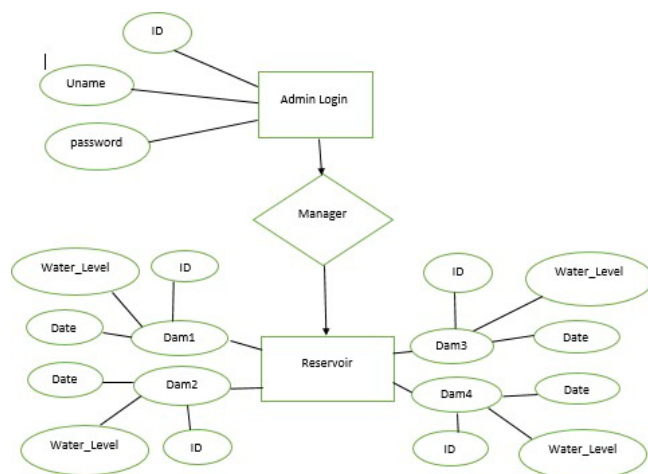 ID
Uname
Admin Login
password
Manager
Water_Level
ID
ID
Water_Level
Date
Dam1
Dam3
Date
Reservoir
Date
Dam2
Dam4
Date
Water_Level
ID
ID
Water_Level